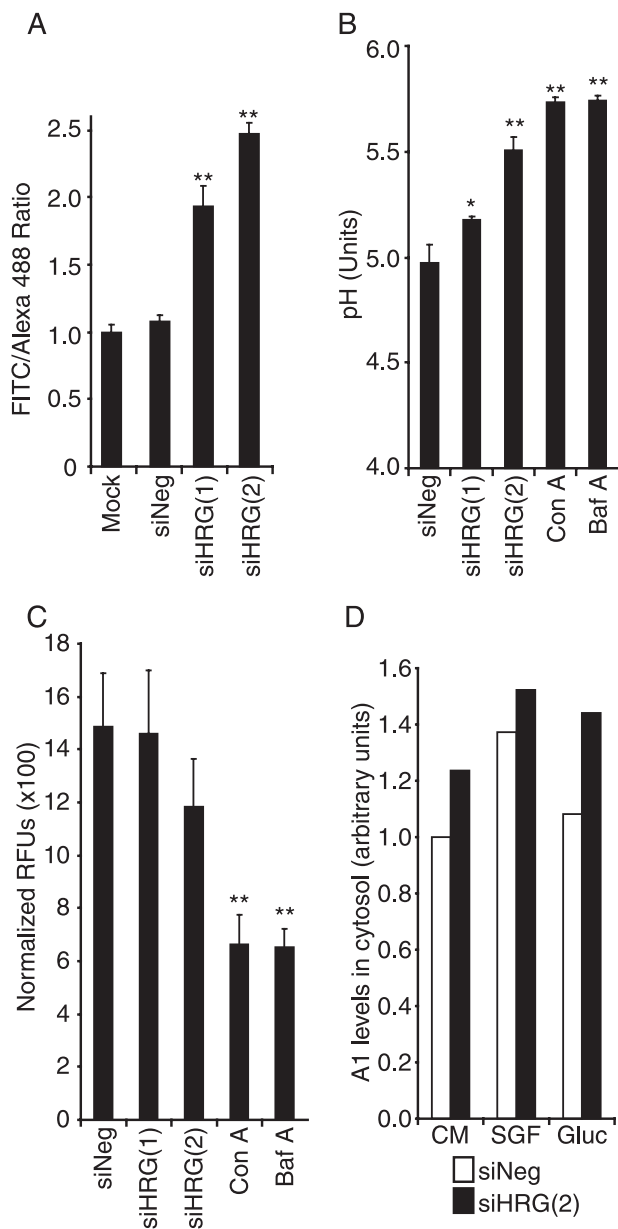 A
FITC/Alexa 488 Ratio
2.5
2.0
1.5
1.0
0.5
0
**
**
Mock
siNeg
siHRG(1)
siHRG(2)
B
pH (Units)
6.0
5.5
5.0
4.5
4.0
*
**
**
**
siNeg
siHRG(1)
siHRG(2)
Con A
Baf A
C
Normalized RFUs (x100)
18
16
14
12
10
8
6
4
2
0
**
**
siNeg
siHRG(1)
siHRG(2)
Con A
Baf A
D
A1 levels in cytosol (arbitrary units)
1.6
1.4
1.2
1.0
0.8
0.6
0.4
0.2
0.0
CM
SGF
Gluc
siNeg
siHRG(2)